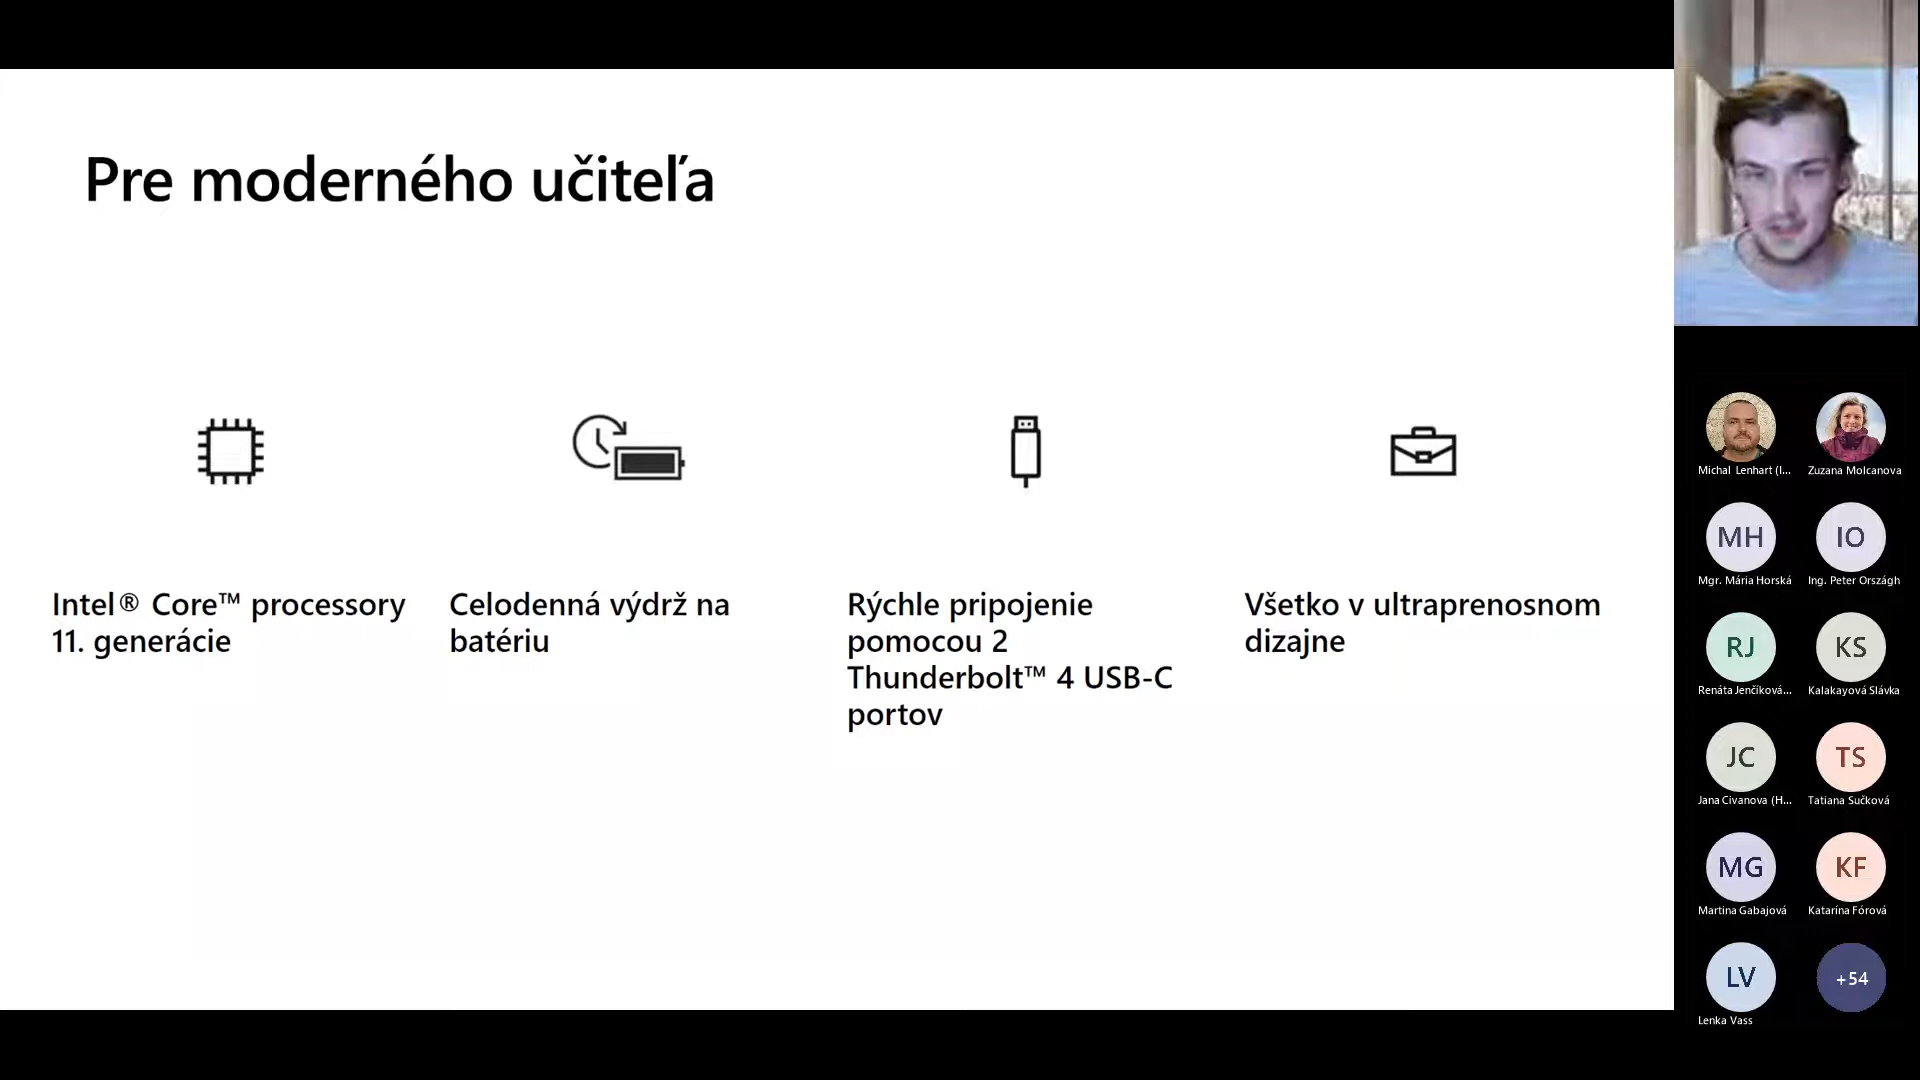 Pre moderného učiteľa
Intel® Core™ processory
11. generácie
Celodenná výdrž na
batériu
Rýchle pripojenie
pomocou 2
Thunderbolt™ 4 USB-C
portov
Všetko v ultraprenosnom
dizajne
Michal Lenhart (I...
Zuzana Molcanova
MH
Mgr. Mária Horská
IO
Ing. Peter Országh
RJ
Renáta Jenčíková...
KS
Kalakayová Slávka
JC
Jana Civanova (H...
TS
Tatiana Sučková
MG
Martina Gabajová
KF
Katarína Fórová
LV
Lenka Vass
+54